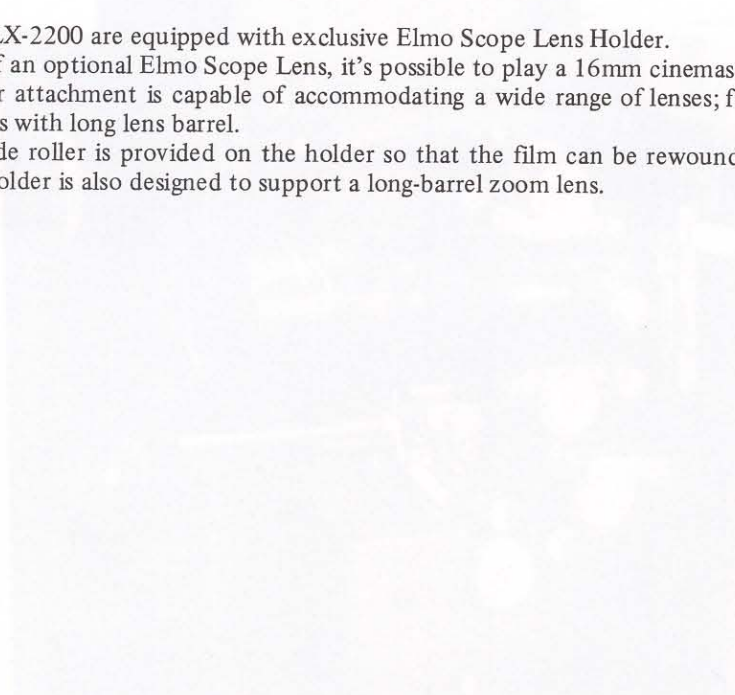 LX-2200 are equipped with exclusive Elmo Scope Lens Holder.
f an optional Elmo Scope Lens, it's possible to play a 16mm cinemas
r attachment is capable of accommodating a wide range of lenses; f
s with long lens barrel.
de roller is provided on the holder so that the film can be rewound
older is also designed to support a long-barrel zoom lens.